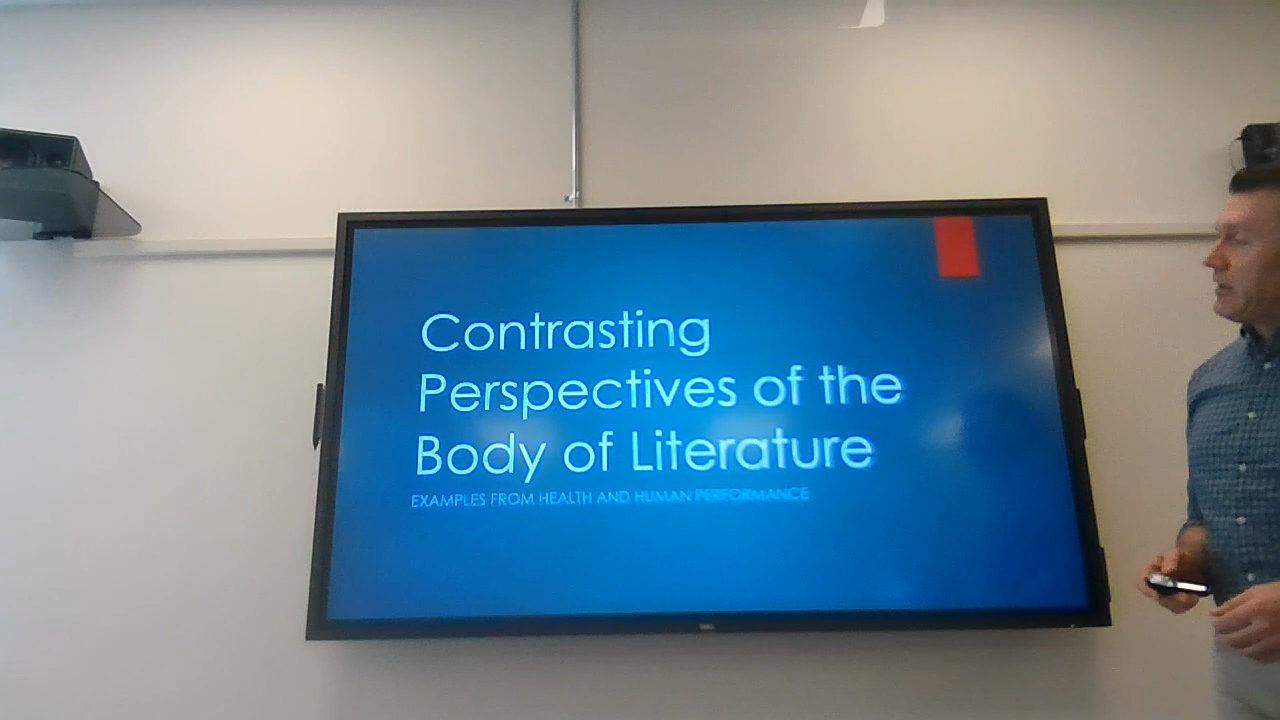 Contrasting
Perspectives of the
Body of Literature
EXAMPLES FROM HEALTH AND HUMAN PERFORMANCE